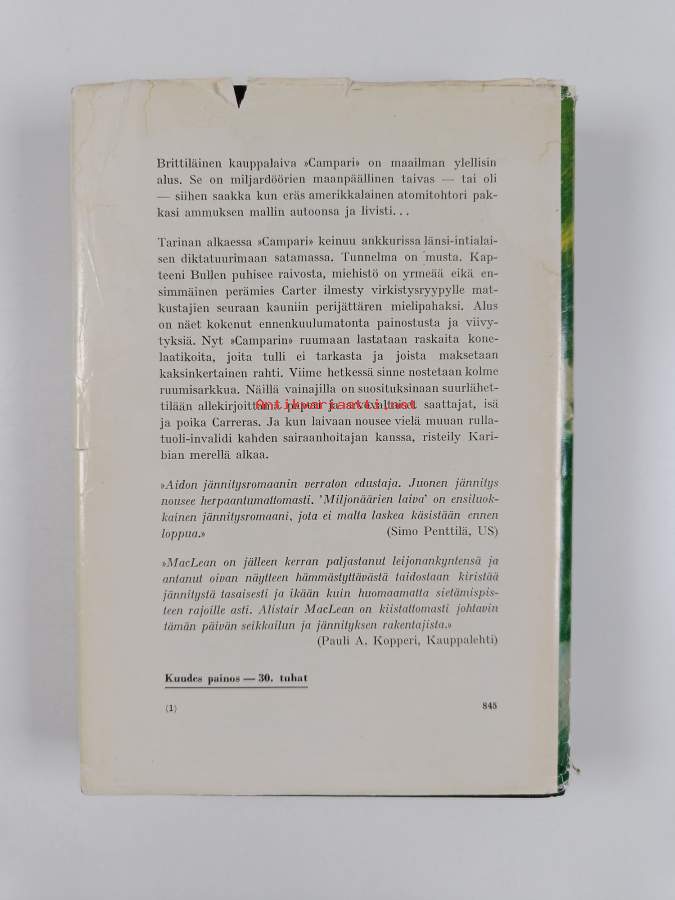 Brittiläinen kauppalaiva »Campari» on maailman ylellisin
alus. Se on miljardöörien maanpäällinen taivas — tai oli
— siihen saakka kun eräs amerikkalainen atomitohtori pak-
kasi ammuksen mallin autoonsa ja livisti...
Tarinan alkaessa »Campari» keinuu ankkurissa länsi-intialai-
sen diktatuurimaan satamassa. Tunnelma on musta. Kap-
teeni Bullen puhisee raivosta, miehistö on yrmeää eikä en-
simmäinen perämies Carter ilmesty virkistysryypylle mat-
kustajien seuraan kauniin perijättären mielipahaksi. Alus
on näet kokenut ennenkuulumatonta painostusta ja viivy-
tyksiä. Nyt »Camparin» ruumaan lastataan raskaita kone-
laatikoita, joita tulli ei tarkasta ja joista maksetaan
kaksinkertainen rahti. Viime hetkessä sinne nostetaan kolme
ruumisarkkua. Näillä vainajilla on suosituksinaan suurlähet-
tilään allekirjoittama paperi ja arvovaltaiset saattajat, isä
Antikvariaatti.net
ja poika Carreras. Ja kun laivaan nousee vielä muuan rulla-
tuoli-invalidi kahden sairaanhoitajan kanssa, risteily Kari-
bian merellä alkaa.
»Aidon jännitysromaanin verraton edustaja. Juonen jännitys
nousee herpaantumattomasti. 'Miljonäärien laiva' on ensiluok-
kainen jännitysromaani, jota ei malta laskea käsistään ennen
loppua.» (Simo Penttilä, US)
»MacLean on jälleen kerran paljastanut leijonankyntensä ja
antanut oivan näytteen hämmästyttävästä taidostaan kiristää
jännitystä tasaisesti ja ikään kuin huomaamatta sietämispis-
teen rajoille asti. Alistair MacLean on kiistattomasti johtavin
tämän päivän seikkailun ja jännityksen rakentajista.»
(Pauli A. Kopperi, Kauppalehti)
Kuudes painos — 30. tuhat
(1) 845